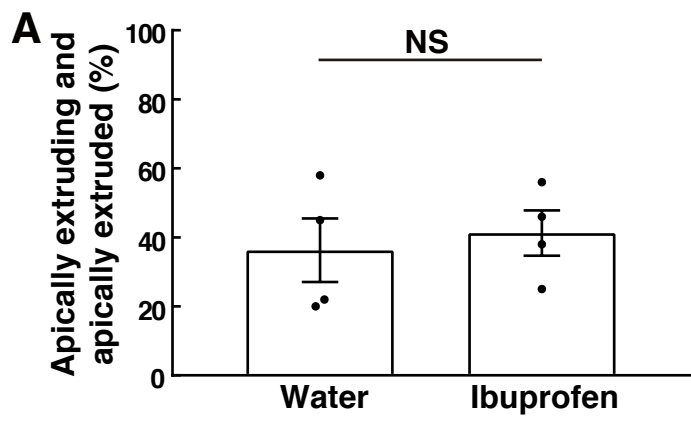 A
Apically extruding and
apically extruded (%)
100
80
60
40
20
0
NS
Water
Ibuprofen